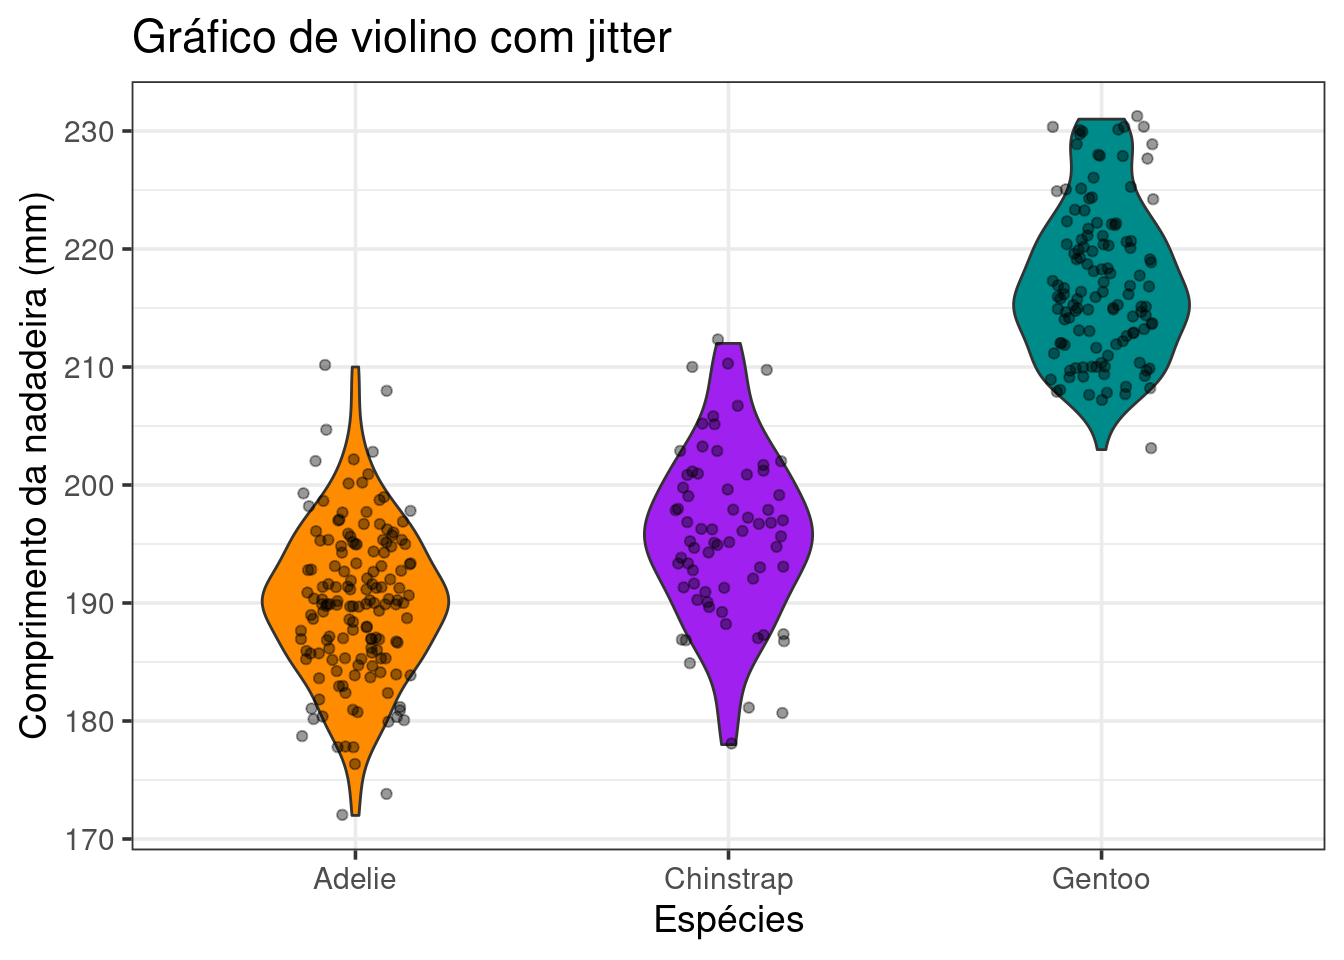 Gráfico de violino com jitter
Comprimento da nadadeira (mm)
230
220
210
200
190
180
170
Adelie
Chinstrap
Gentoo
Espécies